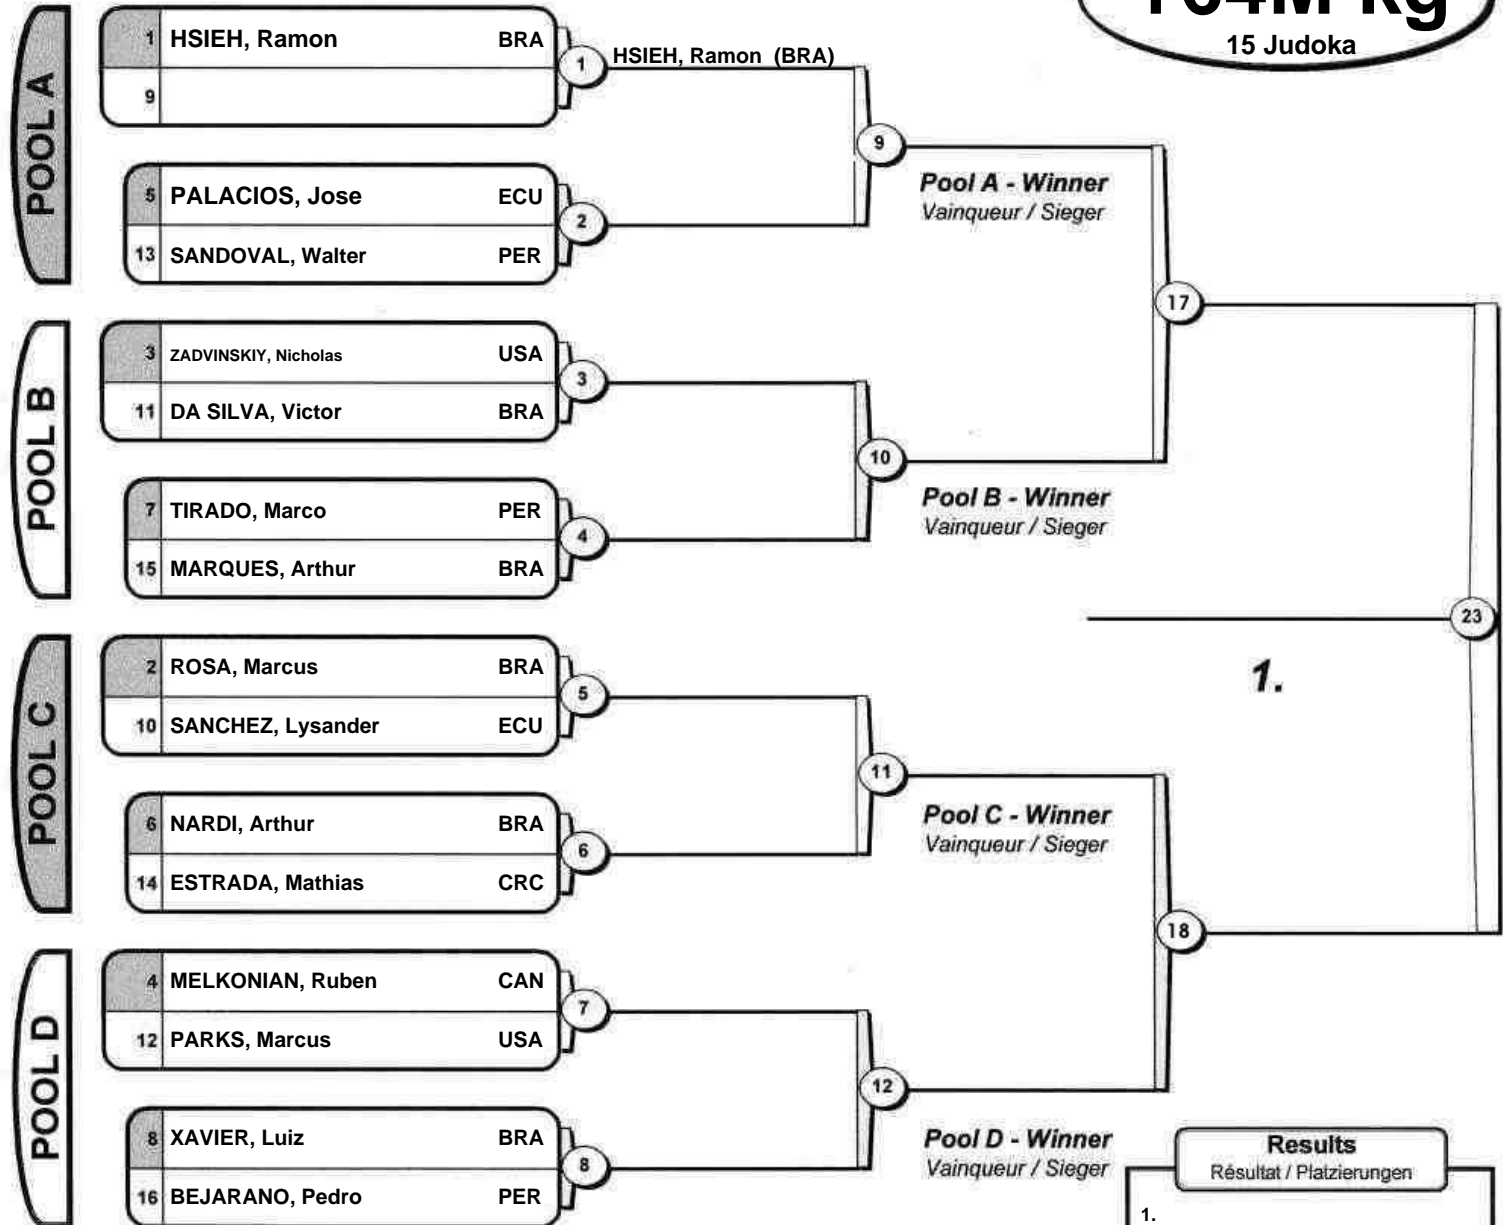 kg
15 Judoka
POOL A
1 HSIEH, Ramon BRA
9
1
HSIEH, Ramon (BRA)
5 PALACIOS, Jose ECU
13 SANDOVAL, Walter PER
2
9
Pool A - Winner
Vainqueur / Sieger
POOL B
3 ZADVINSKIY, Nicholas USA
11 DA SILVA, Victor BRA
3
7 TIRADO, Marco PER
15 MARQUES, Arthur BRA
4
10
Pool B - Winner
Vainqueur / Sieger
17
POOL C
2 ROSA, Marcus BRA
10 SANCHEZ, Lysander ECU
5
6 NARDI, Arthur BRA
14 ESTRADA, Mathias CRC
6
11
Pool C - Winner
Vainqueur / Sieger
23
1.
POOL D
4 MELKONIAN, Ruben CAN
12 PARKS, Marcus USA
7
8 XAVIER, Luiz BRA
16 BEJARANO, Pedro PER
8
12
Pool D - Winner
Vainqueur / Sieger
18
Results
Résultat / Platzierungen
1.